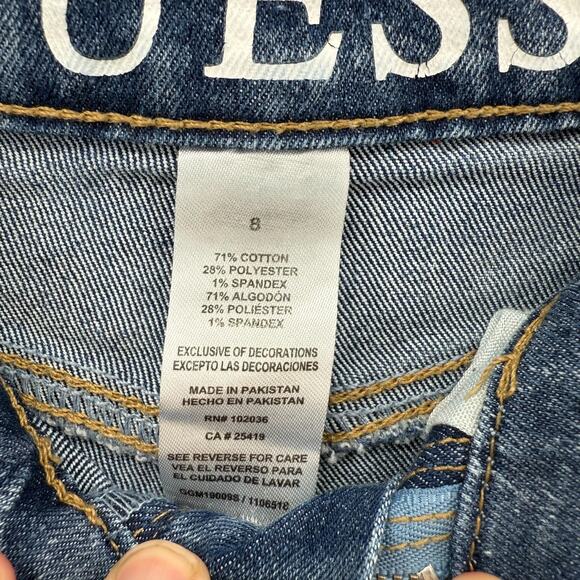 UESS
8
71% COTTON
28% POLYESTER
1% SPANDEX
71% ALGODÓN
28% POLIÉSTER
1% SPANDEX
EXCLUSIVE OF DECORATIONS
EXCEPTO LAS DECORACIONES
MADE IN PAKISTAN
HECHO EN PAKISTAN
RN# 102036
CA # 25419
SEE REVERSE FOR CARE
VEA EL REVERSO PARA
EL CUIDADO DE LAVAR
GGM19009S / 1106518